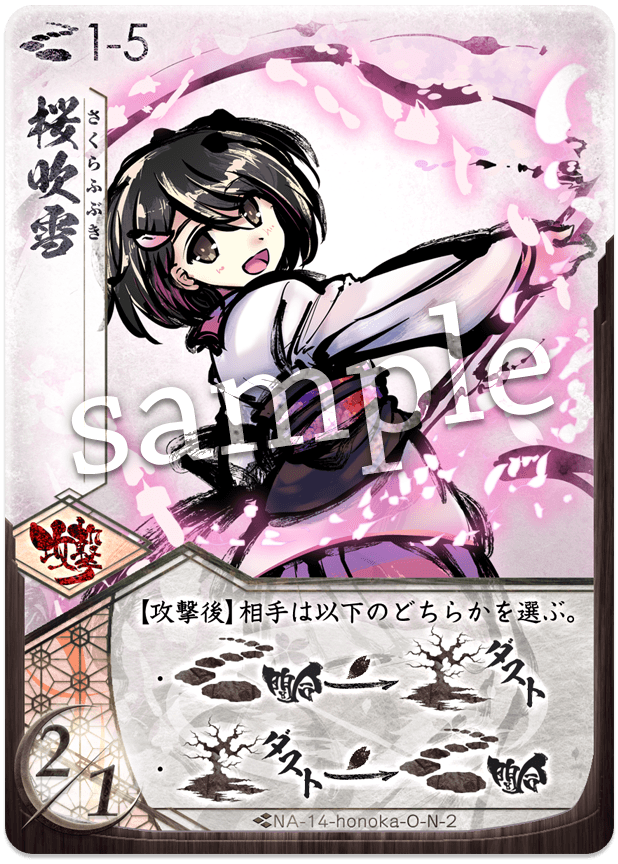 1-5
桜吹雪
さくらふぶき
sample
攻撃
【攻撃後】相手は以下のどちらかを選ぶ。
・間合 ダスト
・ダスト 間合
2/1
NA-14-honoka-O-N-2